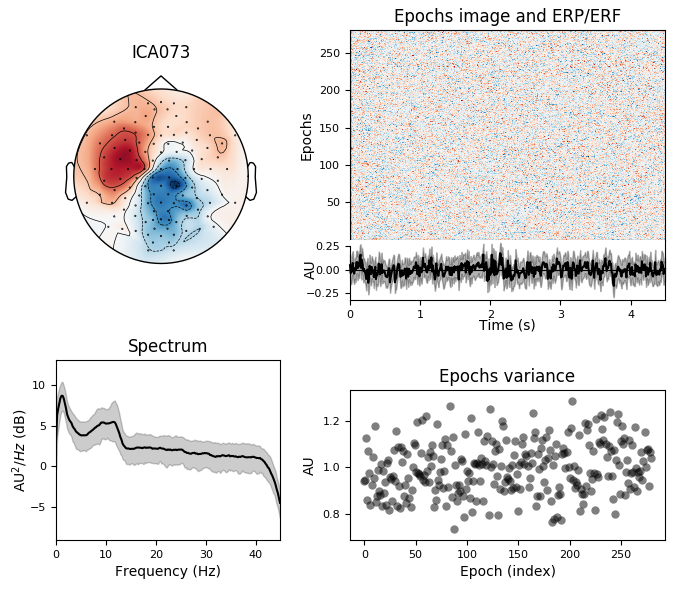 ICA073
Epochs image and ERP/ERF
Epochs
250
200
150
100
50
AU
0.25
0.00
−0.25
0 1 2 3 4
Time (s)
Spectrum
AU²/Hz (dB)
10
5
0
−5
0 10 20 30 40
Frequency (Hz)
Epochs variance
AU
1.2
1.0
0.8
0 50 100 150 200 250
Epoch (index)